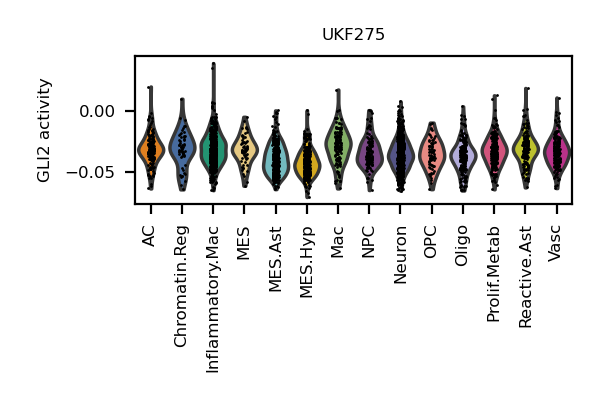 UKF275
GLI2 activity
0.00
−0.05
AC
Chromatin.Reg
Inflammatory.Mac
MES
MES.Ast
MES.Hyp
Mac
NPC
Neuron
OPC
Oligo
Prolif.Metab
Reactive.Ast
Vasc